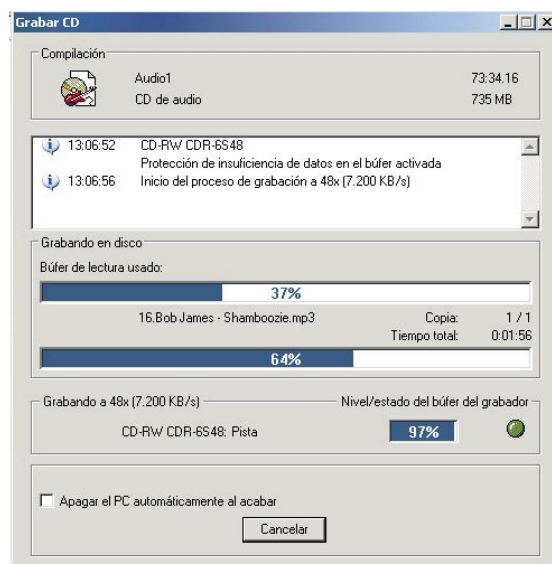 Grabar CD
Compilación
Audio1 73:34.16
CD de audio 735 MB
13:06:52 CD-RW CDR-6S48
Protección de insuficiencia de datos en el búfer activada
13:06:56 Inicio del proceso de grabación a 48x (7.200 KB/s)
Grabando en disco
Búfer de lectura usado:
37%
16.Bob James - Shamboozie.mp3 Copia: 1 / 1
Tiempo total: 0:01:56
64%
Grabando a 48x (7.200 KB/s) Nivel/estado del búfer del grabador
CD-RW CDR-6S48: Pista 97%
Apagar el PC automáticamente al acabar
Cancelar